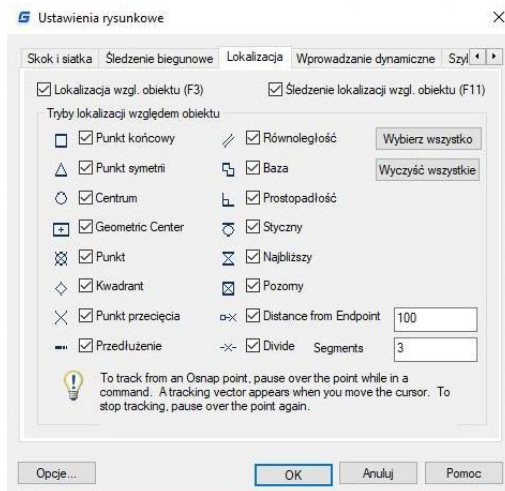 Ustawienia rysunkowe
Skok i siatka Śledzenie biegunowe Lokalizacja Wprowadzanie dynamiczne Szyl
Lokalizacja wzgl. obiektu (F3) Śledzenie lokalizacji wzgl. obiektu (F11)
Tryby lokalizacji względem obiektu
Punkt końcowy Równoległość Wybierz wszystko
Punkt symetrii Baza Wyczyść wszystkie
Centrum Prostopadłość
Geometric Center Styczny
Punkt Najbliższy
Kwadrant Pozorny
Punkt przecięcia Distance from Endpoint 100
Przedłużenie Divide Segments 3
To track from an Osnap point, pause over the point while in a
command. A tracking vector appears when you move the cursor. To
stop tracking, pause over the point again.
Opcje... OK Anuluj Pomoc